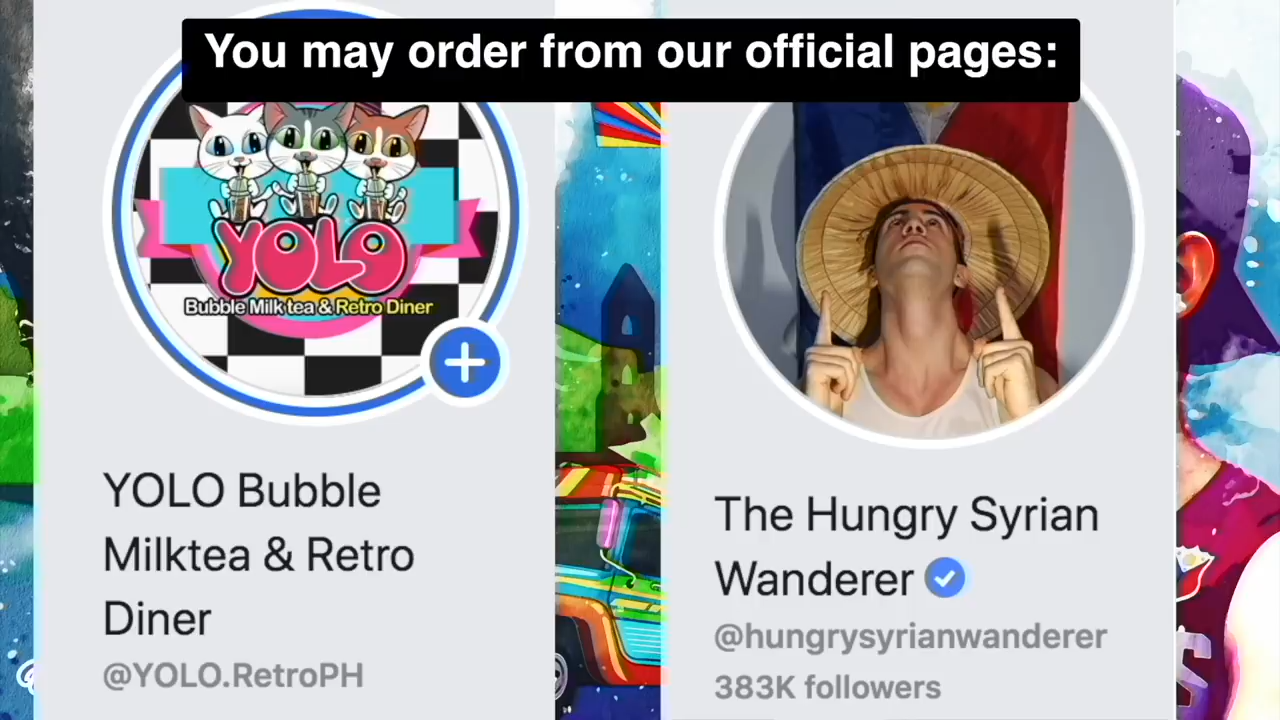 You may order from our official pages:
YOLO
Bubble Milk tea & Retro Diner
YOLO Bubble
Milktea & Retro
Diner
@YOLO.RetroPH
The Hungry Syrian
Wanderer
@hungrysyrianwanderer
383K followers